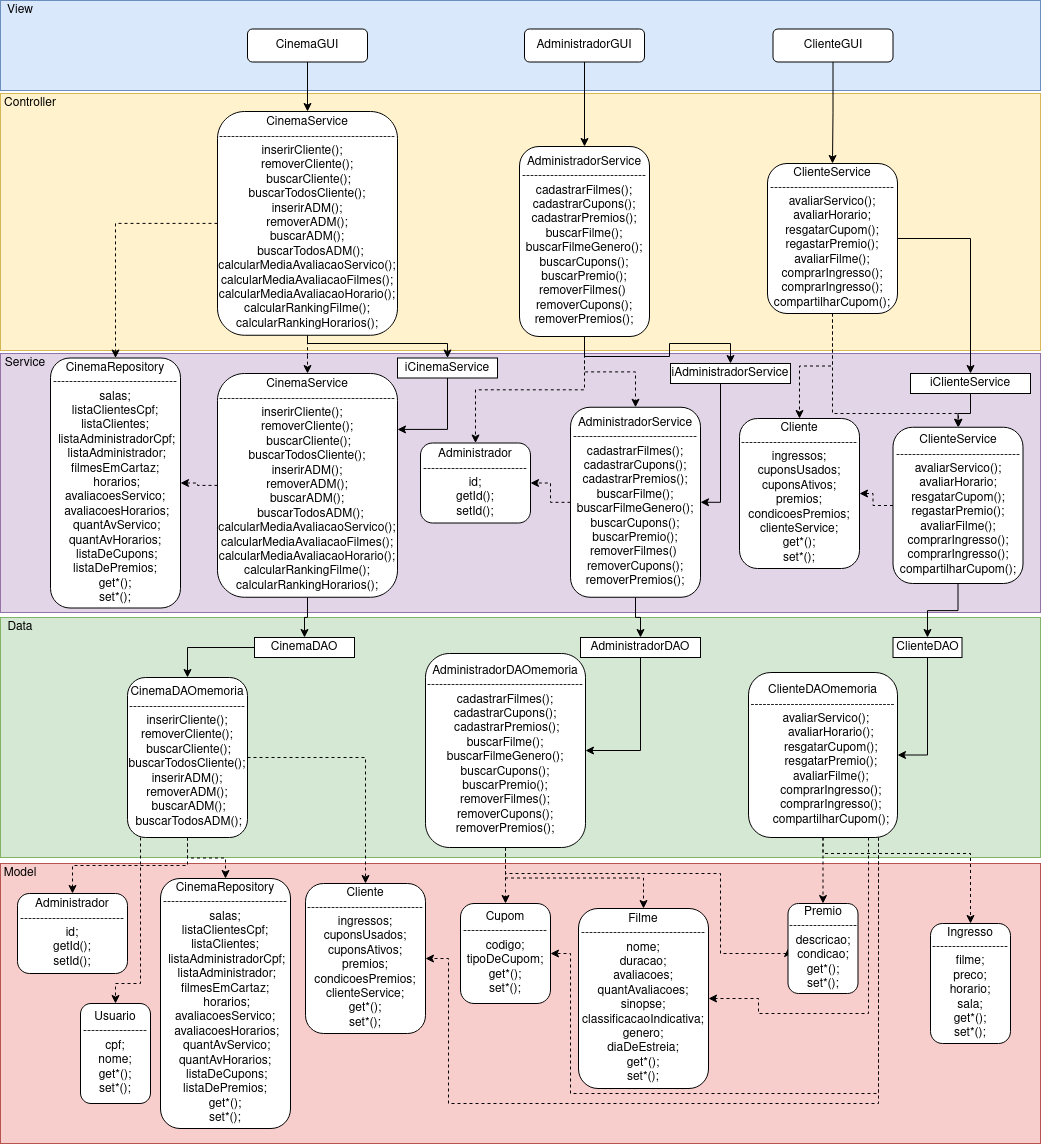 View
CinemaGUI
AdministradorGUI
ClienteGUI
Controller
CinemaService
inserirCliente();
removerCliente();
buscarCliente();
buscarTodosCliente();
inserirADM();
removerADM();
buscarADM();
buscarTodosADM();
calcularMediaAvaliacaoServico();
calcularMediaAvaliacaoFilmes();
calcularMediaAvaliacaoHorario();
calcularRankingFilme();
calcularRankingHorarios();
AdministradorService
cadastrarFilmes();
cadastrarCupons();
cadastrarPremios();
buscarFilme();
buscarFilmeGenero();
buscarCupons();
buscarPremio();
removerFilmes()
removerCupons();
removerPremios();
ClienteService
avaliarServico();
avaliarHorario;
resgatarCupom();
regastarPremio();
avaliarFilme();
comprarIngresso();
comprarIngresso();
compartilharCupom();
Service
CinemaRepository
salas;
listaClientesCpf;
listaClientes;
listaAdministradorCpf;
listaAdministrador;
filmesEmCartaz;
horarios;
avaliacoesServico;
avaliacoesHorarios;
quantAvServico;
quantAvHorarios;
listaDeCupons;
listaDePremios;
get*();
set*();
CinemaService
inserirCliente();
removerCliente();
buscarCliente();
buscarTodosCliente();
inserirADM();
removerADM();
buscarADM();
buscarTodosADM();
calcularMediaAvaliacaoServico();
calcularMediaAvaliacaoFilmes();
calcularMediaAvaliacaoHorario();
calcularRankingFilme();
calcularRankingHorarios();
iCinemaService
Administrador
id;
getId();
setId();
AdministradorService
cadastrarFilmes();
cadastrarCupons();
cadastrarPremios();
buscarFilme();
buscarFilmeGenero();
buscarCupons();
buscarPremio();
removerFilmes()
removerCupons();
removerPremios();
iAdministradorService
Cliente
ingressos;
cuponsUsados;
cuponsAtivos;
premios;
condicoesPremios;
clienteService;
get*();
set*();
iClienteService
ClienteService
avaliarServico();
avaliarHorario;
resgatarCupom();
regastarPremio();
avaliarFilme();
comprarIngresso();
comprarIngresso();
compartilharCupom();
Data
CinemaDAO
AdministradorDAO
ClienteDAO
CinemaDAOmemoria
inserirCliente();
removerCliente();
buscarCliente();
buscarTodosCliente();
inserirADM();
removerADM();
buscarADM();
buscarTodosADM();
AdministradorDAOmemoria
cadastrarFilmes();
cadastrarCupons();
cadastrarPremios();
buscarFilme();
buscarFilmeGenero();
buscarCupons();
buscarPremio();
removerFilmes();
removerCupons();
removerPremios();
ClienteDAOmemoria
avaliarServico();
avaliarHorario();
resgatarCupom();
resgatarPremio();
avaliarFilme();
comprarIngresso();
comprarIngresso();
compartilharCupom();
Model
Administrador
id;
getId();
setId();
Usuario
cpf;
nome;
get*();
set*();
CinemaRepository
salas;
listaClientesCpf;
listaClientes;
listaAdministradorCpf;
listaAdministrador;
filmesEmCartaz;
horarios;
avaliacoesServico;
avaliacoesHorarios;
quantAvServico;
quantAvHorarios;
listaDeCupons;
listaDePremios;
get*();
set*();
Cliente
ingressos;
cuponsUsados;
cuponsAtivos;
premios;
condicoesPremios;
clienteService;
get*();
set*();
Cupom
codigo;
tipoDeCupom;
get*();
set*();
Filme
nome;
duracao;
avaliacoes;
quantAvaliacoes;
sinopse;
classificacaoIndicativa;
genero;
diaDeEstreia;
get*();
set*();
Premio
descricao;
condicao;
get*();
set*();
Ingresso
filme;
preco;
horario;
sala;
get*();
set*();